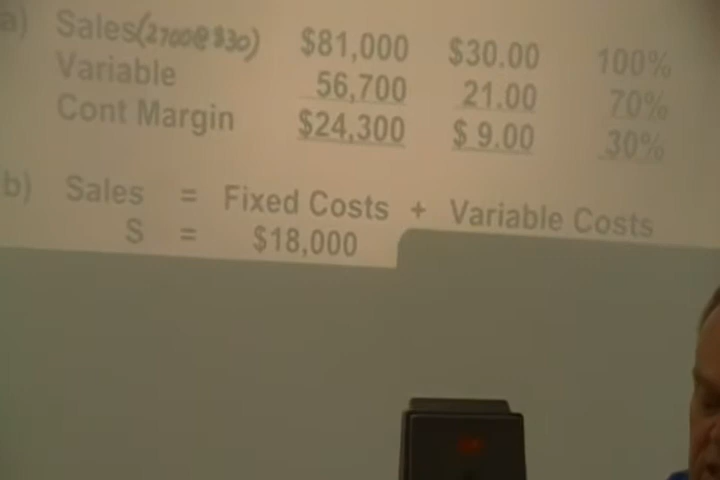 a) Sales(2700@$30) $81,000 $30.00 100%
Variable 56,700 21.00 70%
Cont Margin $24,300 $ 9.00 30%
b) Sales = Fixed Costs + Variable Costs
S = $18,000